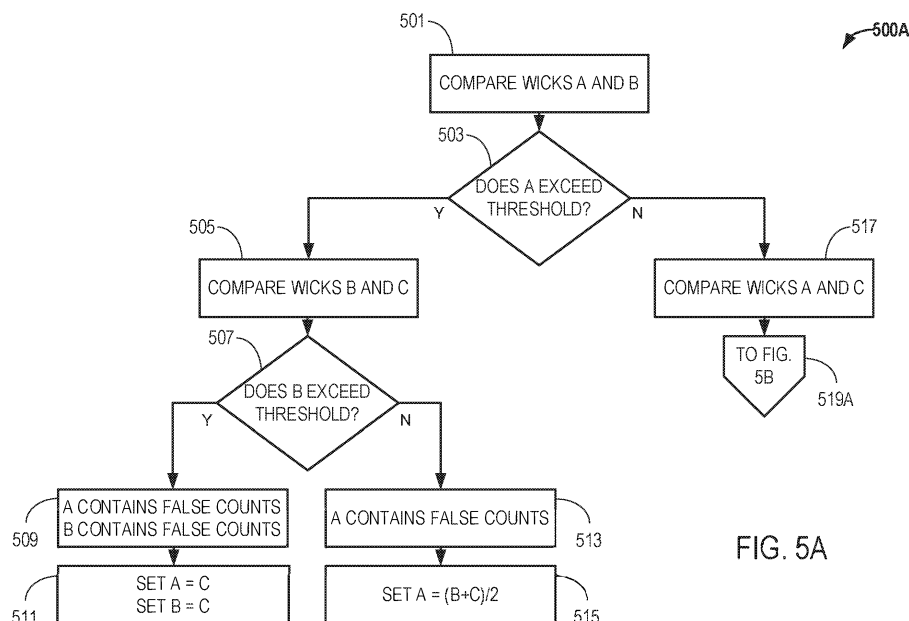 501
500A
COMPARE WICKS A AND B
503
DOES A EXCEED
THRESHOLD?
Y
N
505
517
COMPARE WICKS B AND C
COMPARE WICKS A AND C
507
TO FIG.
5B
519A
DOES B EXCEED
THRESHOLD?
Y
N
A CONTAINS FALSE COUNTS
B CONTAINS FALSE COUNTS
509
A CONTAINS FALSE COUNTS
513
FIG. 5A
SET A = C
SET B = C
511
SET A = (B+C)/2
515